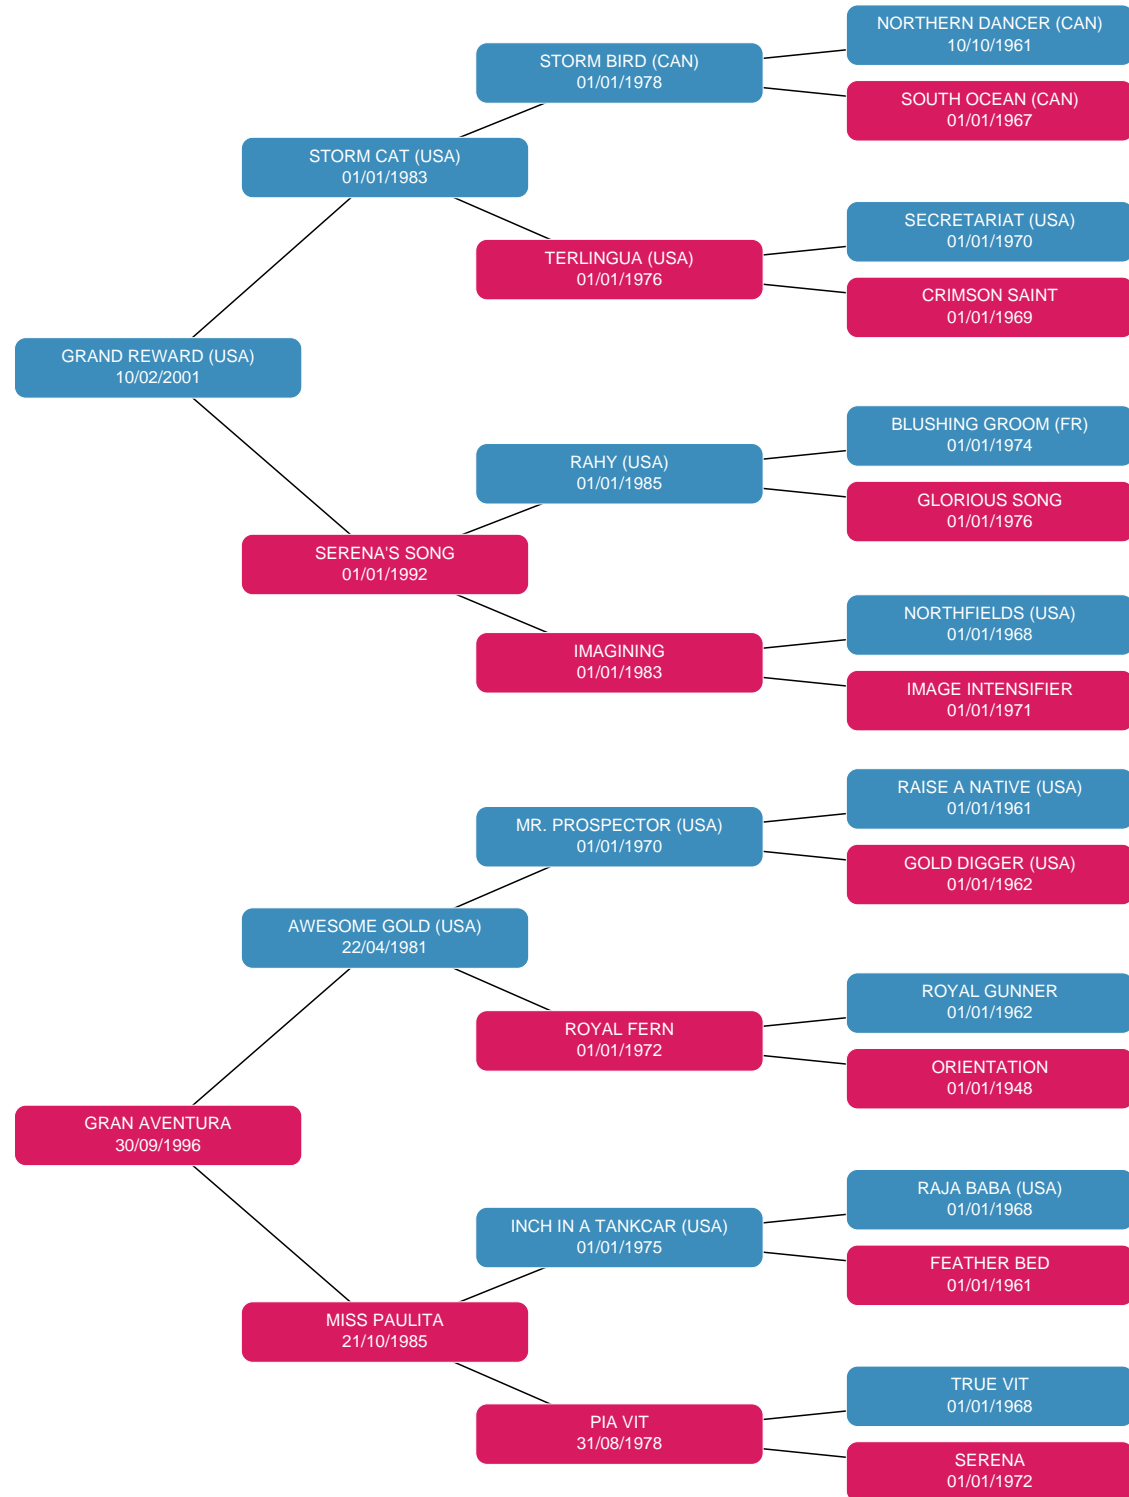 NORTHERN DANCER (CAN)
10/10/1961
STORM BIRD (CAN)
01/01/1978
SOUTH OCEAN (CAN)
01/01/1967
STORM CAT (USA)
01/01/1983
SECRETARIAT (USA)
01/01/1970
TERLINGUA (USA)
01/01/1976
CRIMSON SAINT
01/01/1969
GRAND REWARD (USA)
10/02/2001
BLUSHING GROOM (FR)
01/01/1974
RAHY (USA)
01/01/1985
GLORIOUS SONG
01/01/1976
SERENA'S SONG
01/01/1992
NORTHFIELDS (USA)
01/01/1968
IMAGINING
01/01/1983
IMAGE INTENSIFIER
01/01/1971
RAISE A NATIVE (USA)
01/01/1961
MR. PROSPECTOR (USA)
01/01/1970
GOLD DIGGER (USA)
01/01/1962
AWESOME GOLD (USA)
22/04/1981
ROYAL GUNNER
01/01/1962
ROYAL FERN
01/01/1972
ORIENTATION
01/01/1948
GRAN AVENTURA
30/09/1996
RAJA BABA (USA)
01/01/1968
INCH IN A TANKCAR (USA)
01/01/1975
FEATHER BED
01/01/1961
MISS PAULITA
21/10/1985
TRUE VIT
01/01/1968
PIA VIT
31/08/1978
SERENA
01/01/1972